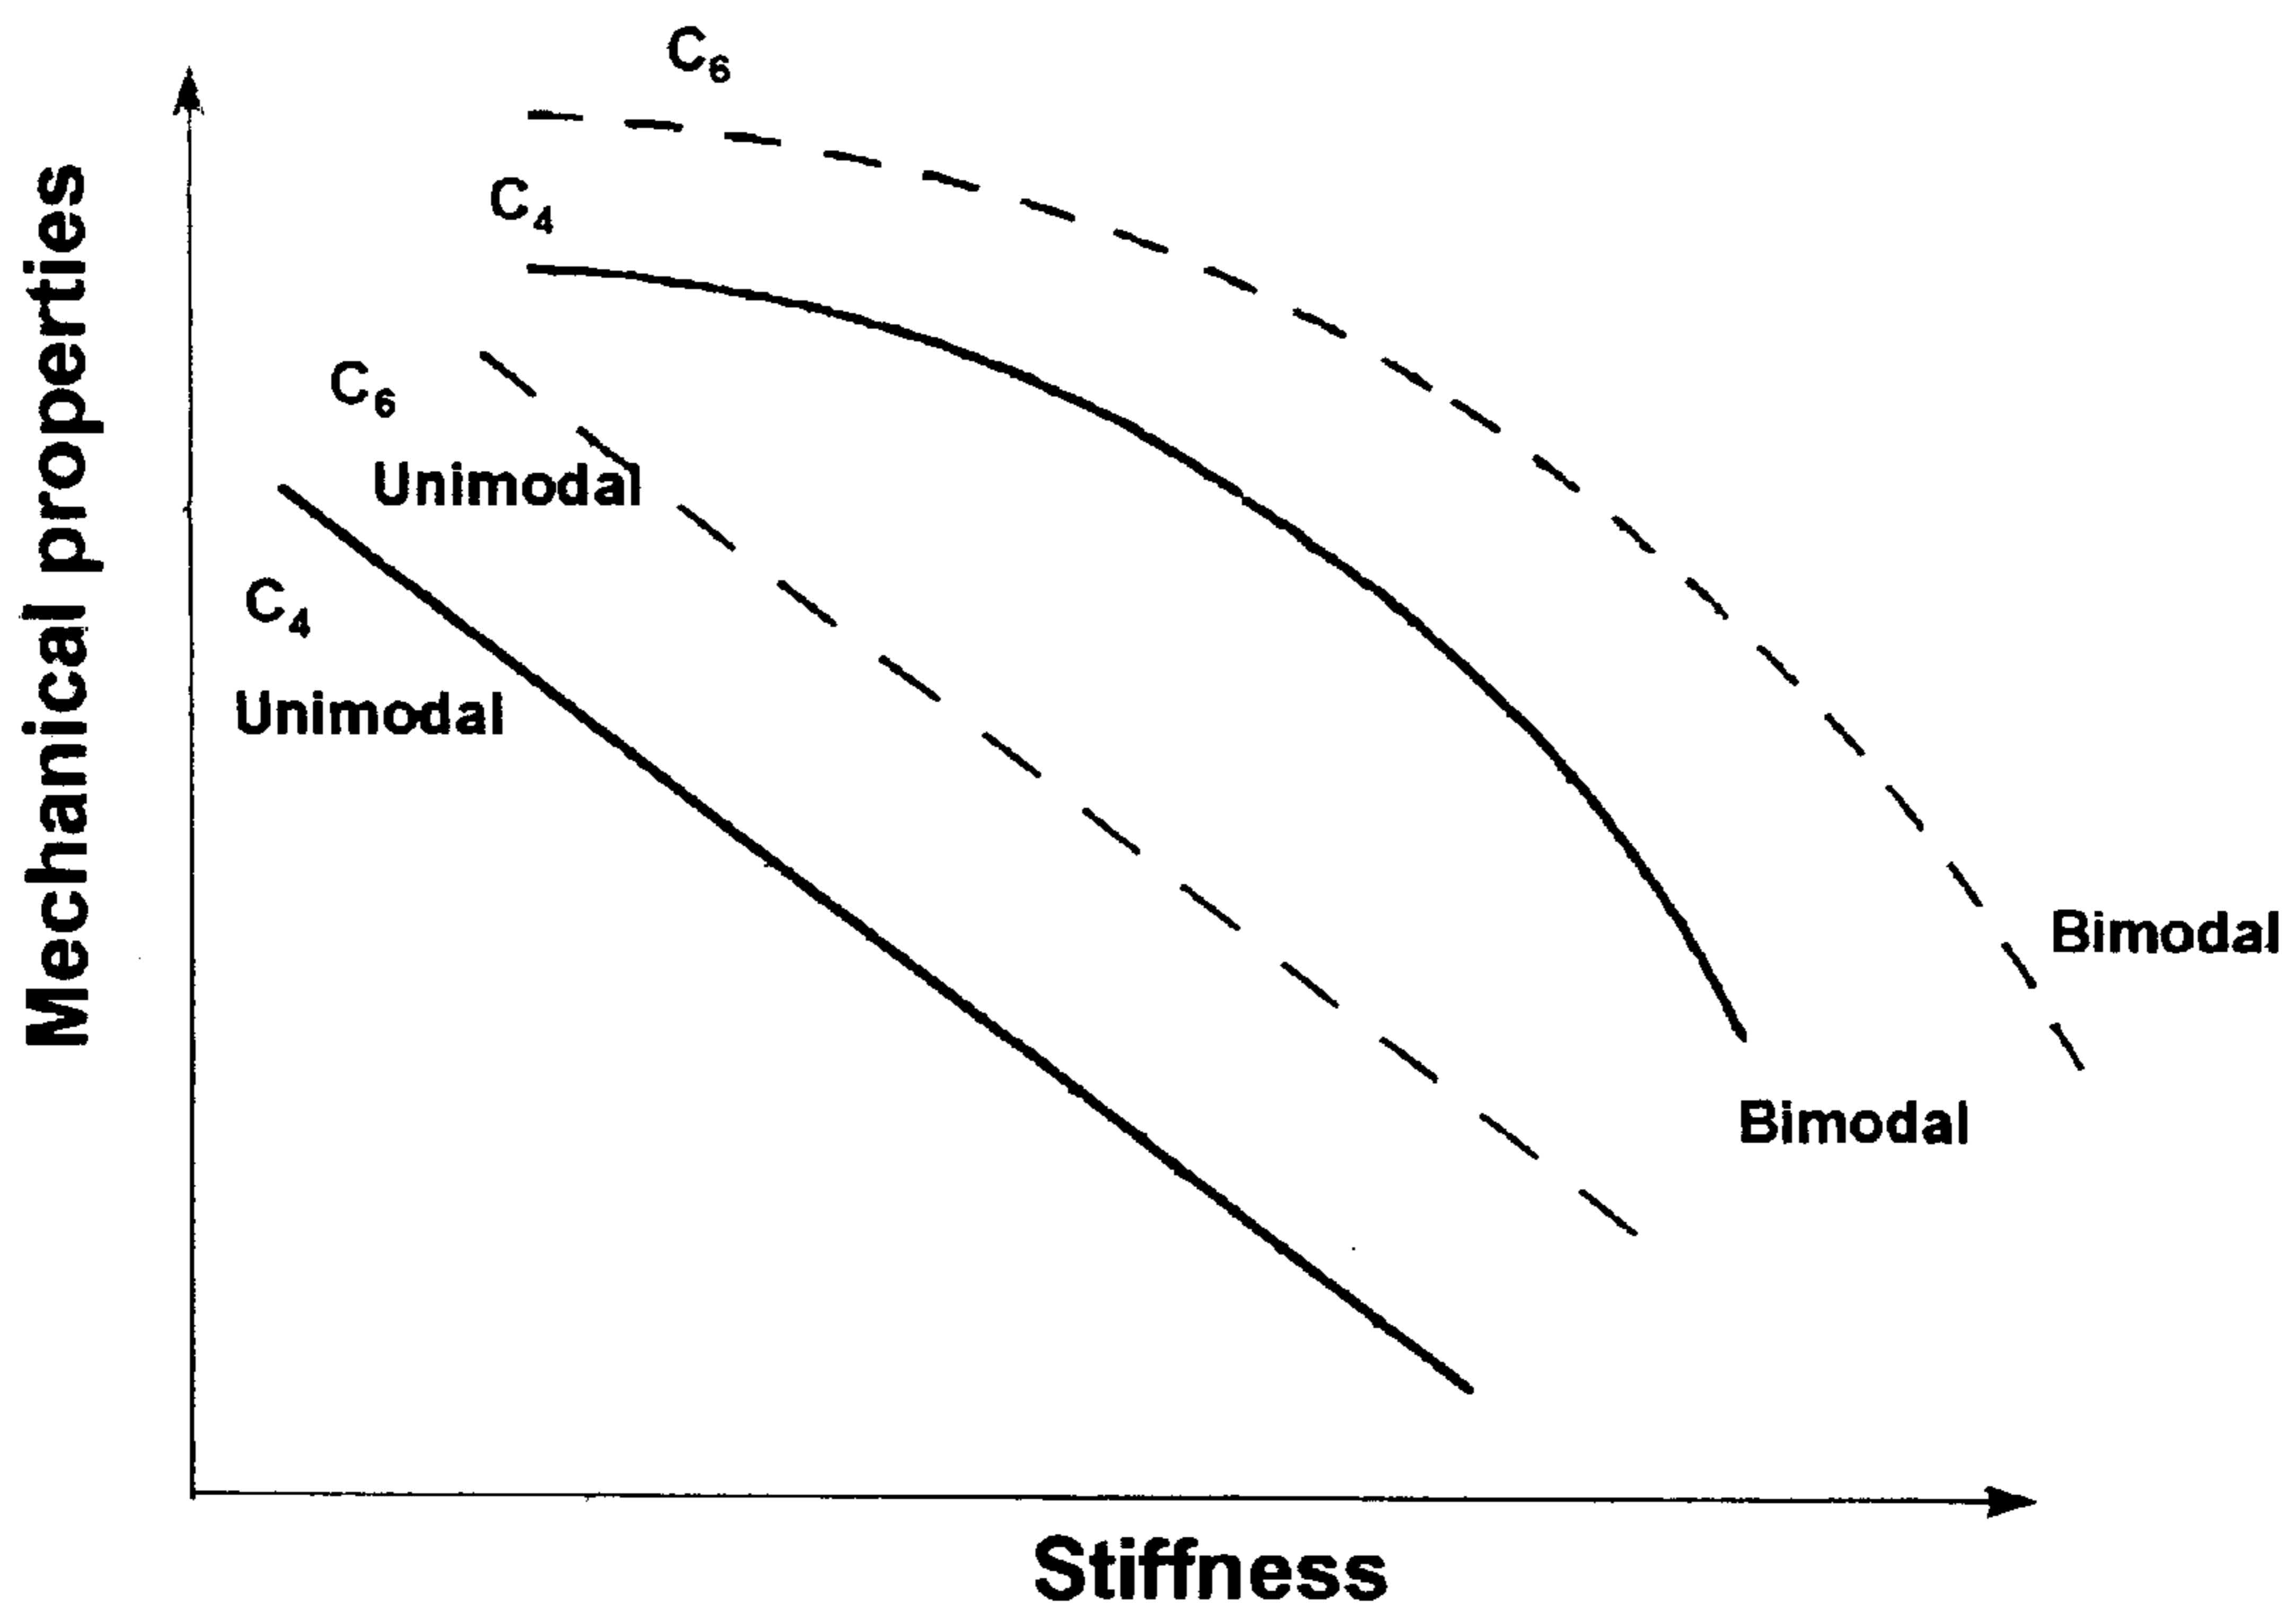 C6
C4
C6
Unimodal
C4
Unimodal
Bimodal
Bimodal
Mechanical properties
Stiffness